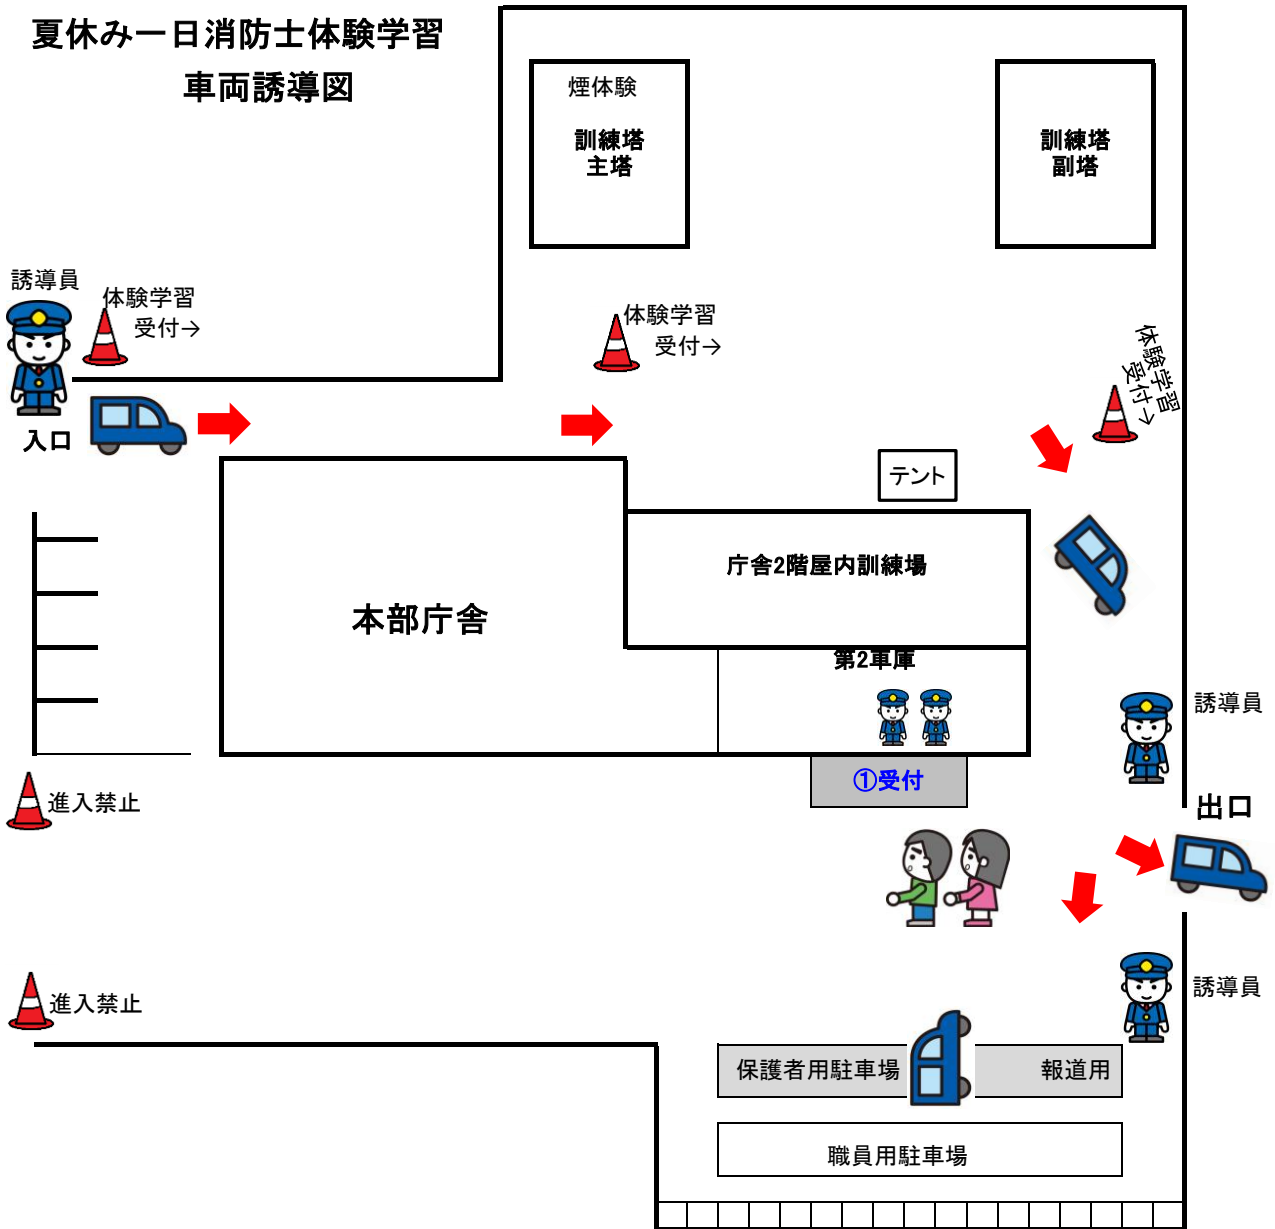 夏休み一日消防士体験学習
車両誘導図
煙体験
訓練塔
主塔
訓練塔
副塔
誘導員
体験学習
受付→
体験学習
受付→
体験学習
受付→
入口
テント
庁舎2階屋内訓練場
本部庁舎
第2車庫
誘導員
①受付
進入禁止
出口
進入禁止
誘導員
保護者用駐車場
報道用
職員用駐車場